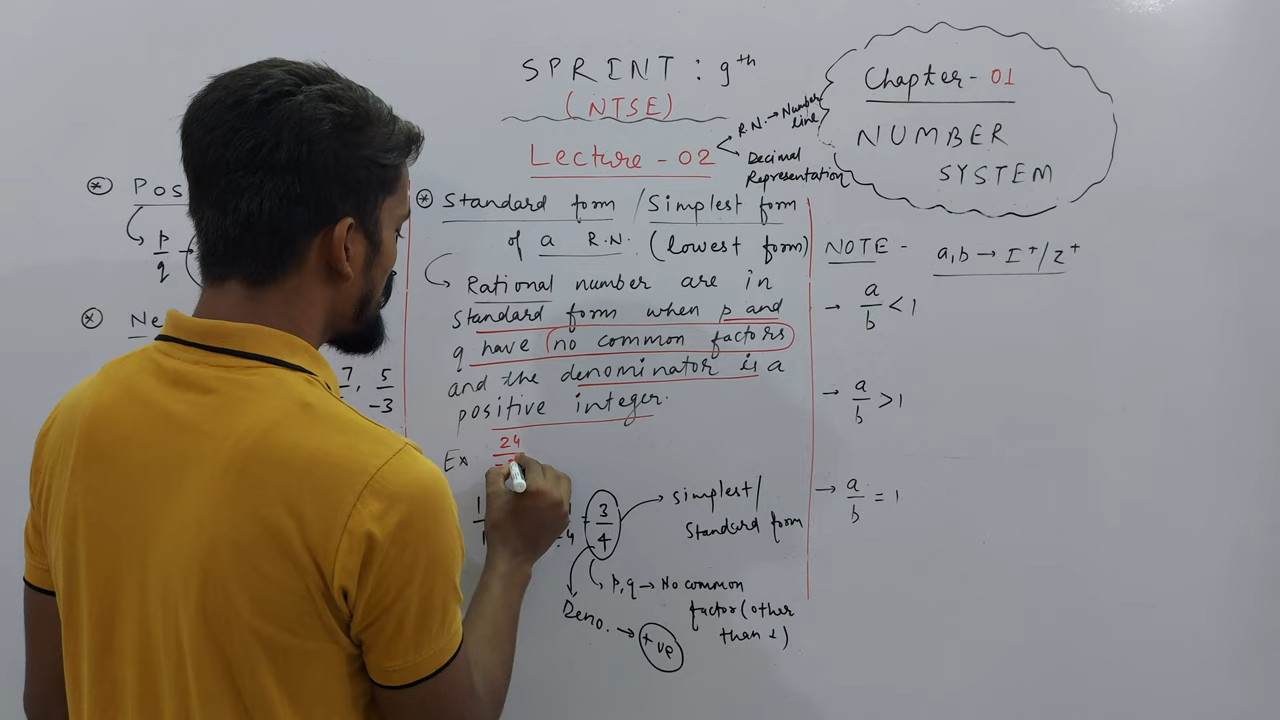 SPRINT : 9th
(NTSE)
Lecture - 02
R.N. → Number line
Decimal Representation
Chapter - 01
NUMBER
SYSTEM
* Pos
p/q
* Ne
7, 5/-3
* Standard form / Simplest form
of a R.N. (lowest form)
Rational number are in
standard form when p and
q have no common factors
and the denominator is a
positive integer.
Ex 24
3/4
→ Simplest/
Standard form
p, q → No common
factor (other
than 1)
Deno. → +ve
NOTE - a, b → I⁺/Z⁺
→ a/b < 1
→ a/b > 1
→ a/b = 1